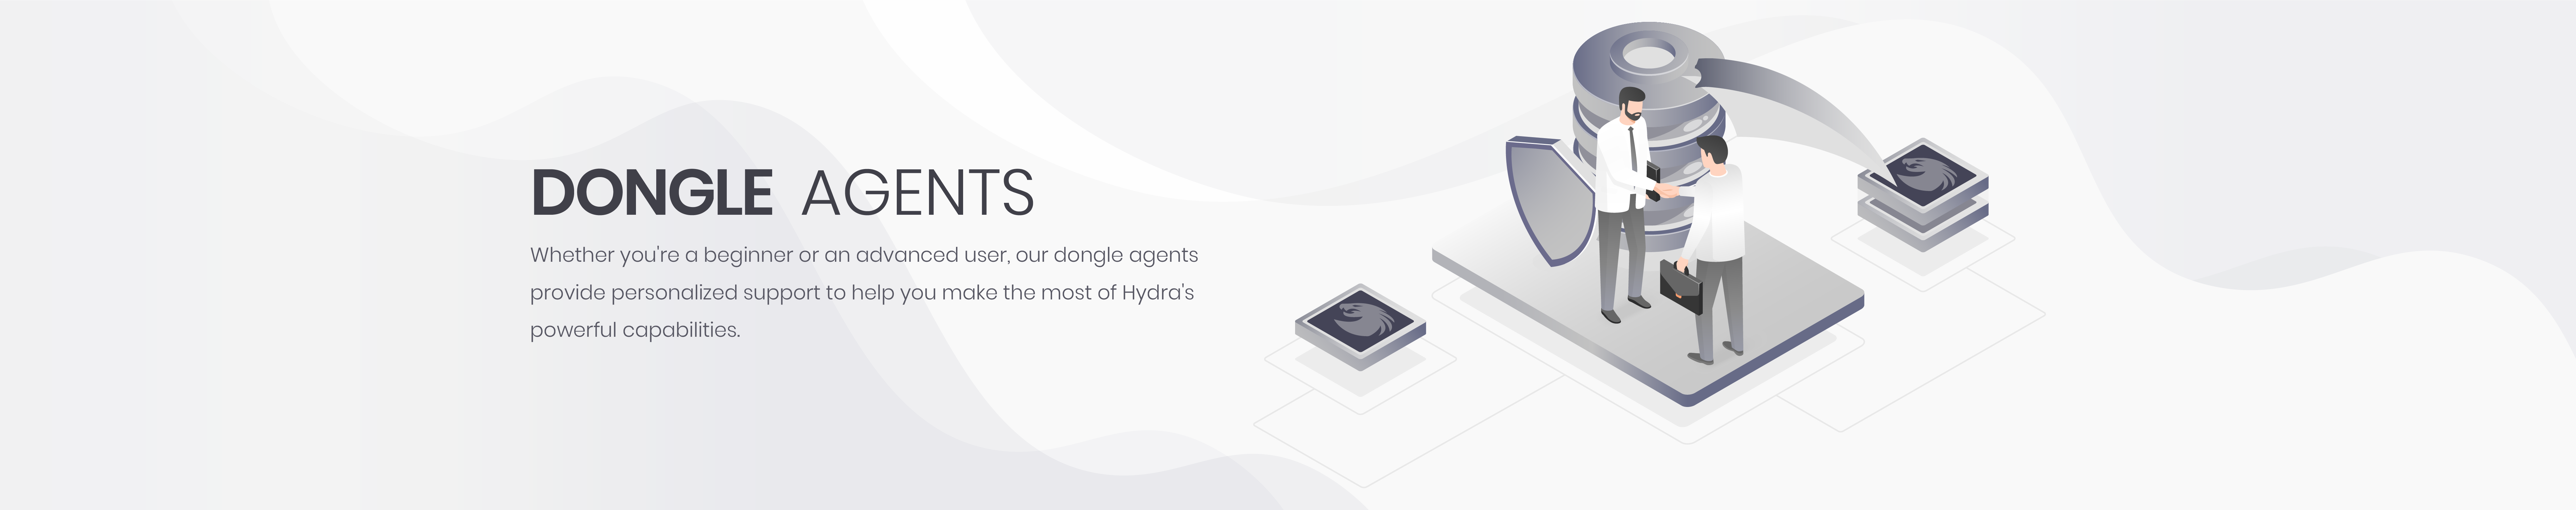 DONGLE AGENTS
Whether you're a beginner or an advanced user, our dongle agents
provide personalized support to help you make the most of Hydra's
powerful capabilities.